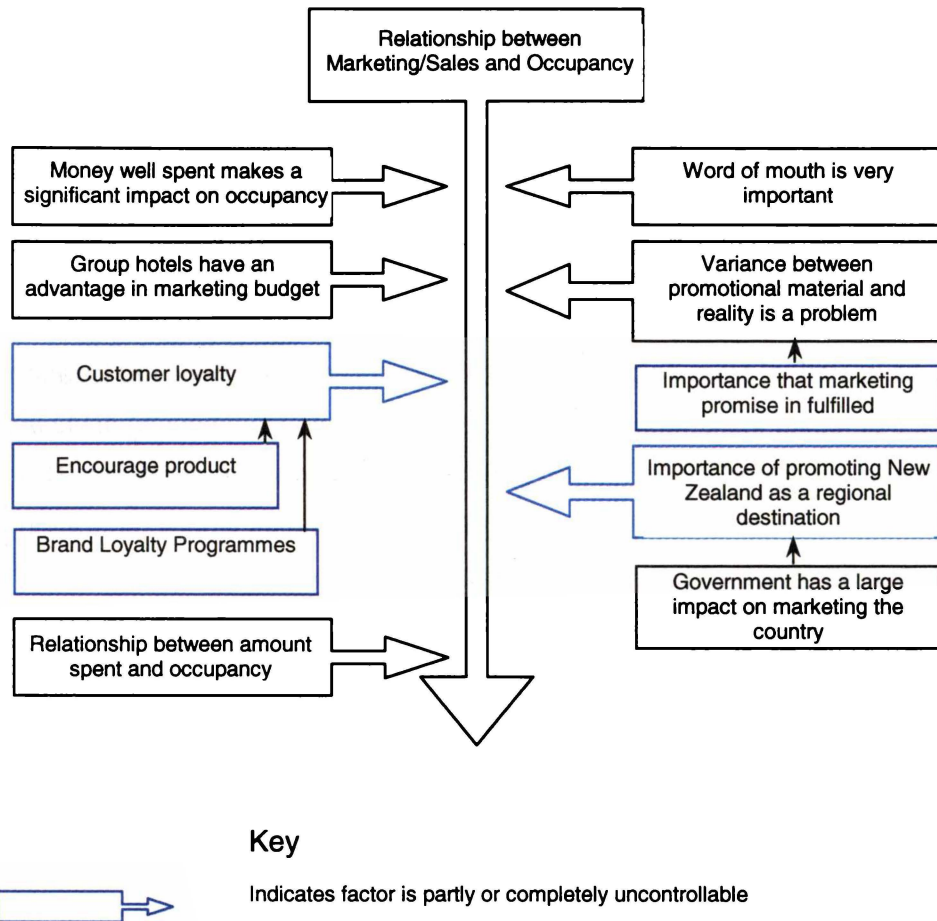 Relationship between
Marketing/Sales and Occupancy
Money well spent makes a
significant impact on occupancy
Word of mouth is very
important
Group hotels have an
advantage in marketing budget
Variance between
promotional material and
reality is a problem
Customer loyalty
Importance that marketing
promise in fulfilled
Encourage product
Importance of promoting New
Zealand as a regional
destination
Brand Loyalty Programmes
Government has a large
impact on marketing the
country
Relationship between amount
spent and occupancy
Key
Indicates factor is partly or completely uncontrollable